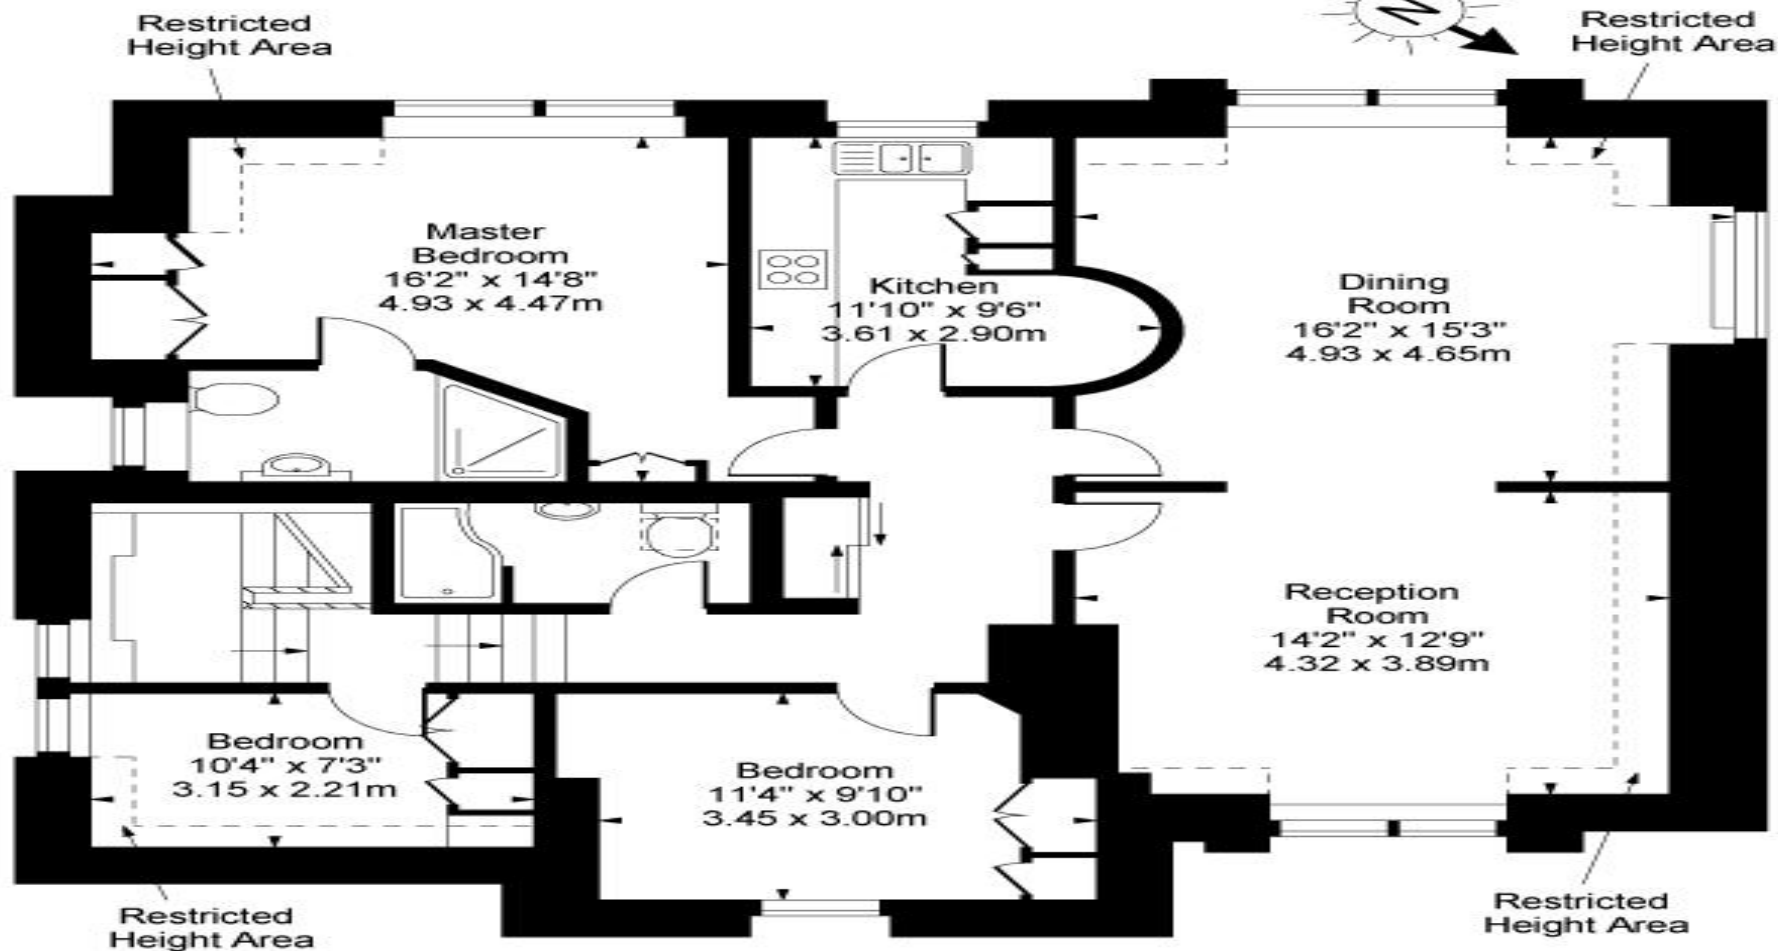 Restricted
Height Area
N
Restricted
Height Area
Master
Bedroom
16'2" x 14'8"
4.93 x 4.47m
Kitchen
11'10" x 9'6"
3.61 x 2.90m
Dining
Room
16'2" x 15'3"
4.93 x 4.65m
Reception
Room
14'2" x 12'9"
4.32 x 3.89m
Bedroom
10'4" x 7'3"
3.15 x 2.21m
Bedroom
11'4" x 9'10"
3.45 x 3.00m
Restricted
Height Area
Restricted
Height Area